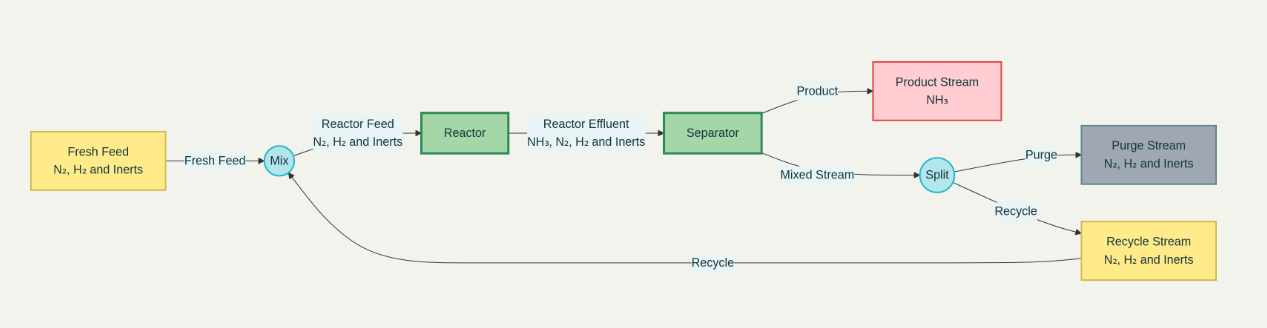 Fresh Feed
N₂, H₂ and Inerts
Fresh Feed
Mix
Reactor Feed
N₂, H₂ and Inerts
Reactor
Reactor Effluent
NH₃, N₂, H₂ and Inerts
Separator
Product
Product Stream
NH₃
Mixed Stream
Split
Purge
Purge Stream
N₂, H₂ and Inerts
Recycle
Recycle Stream
N₂, H₂ and Inerts
Recycle